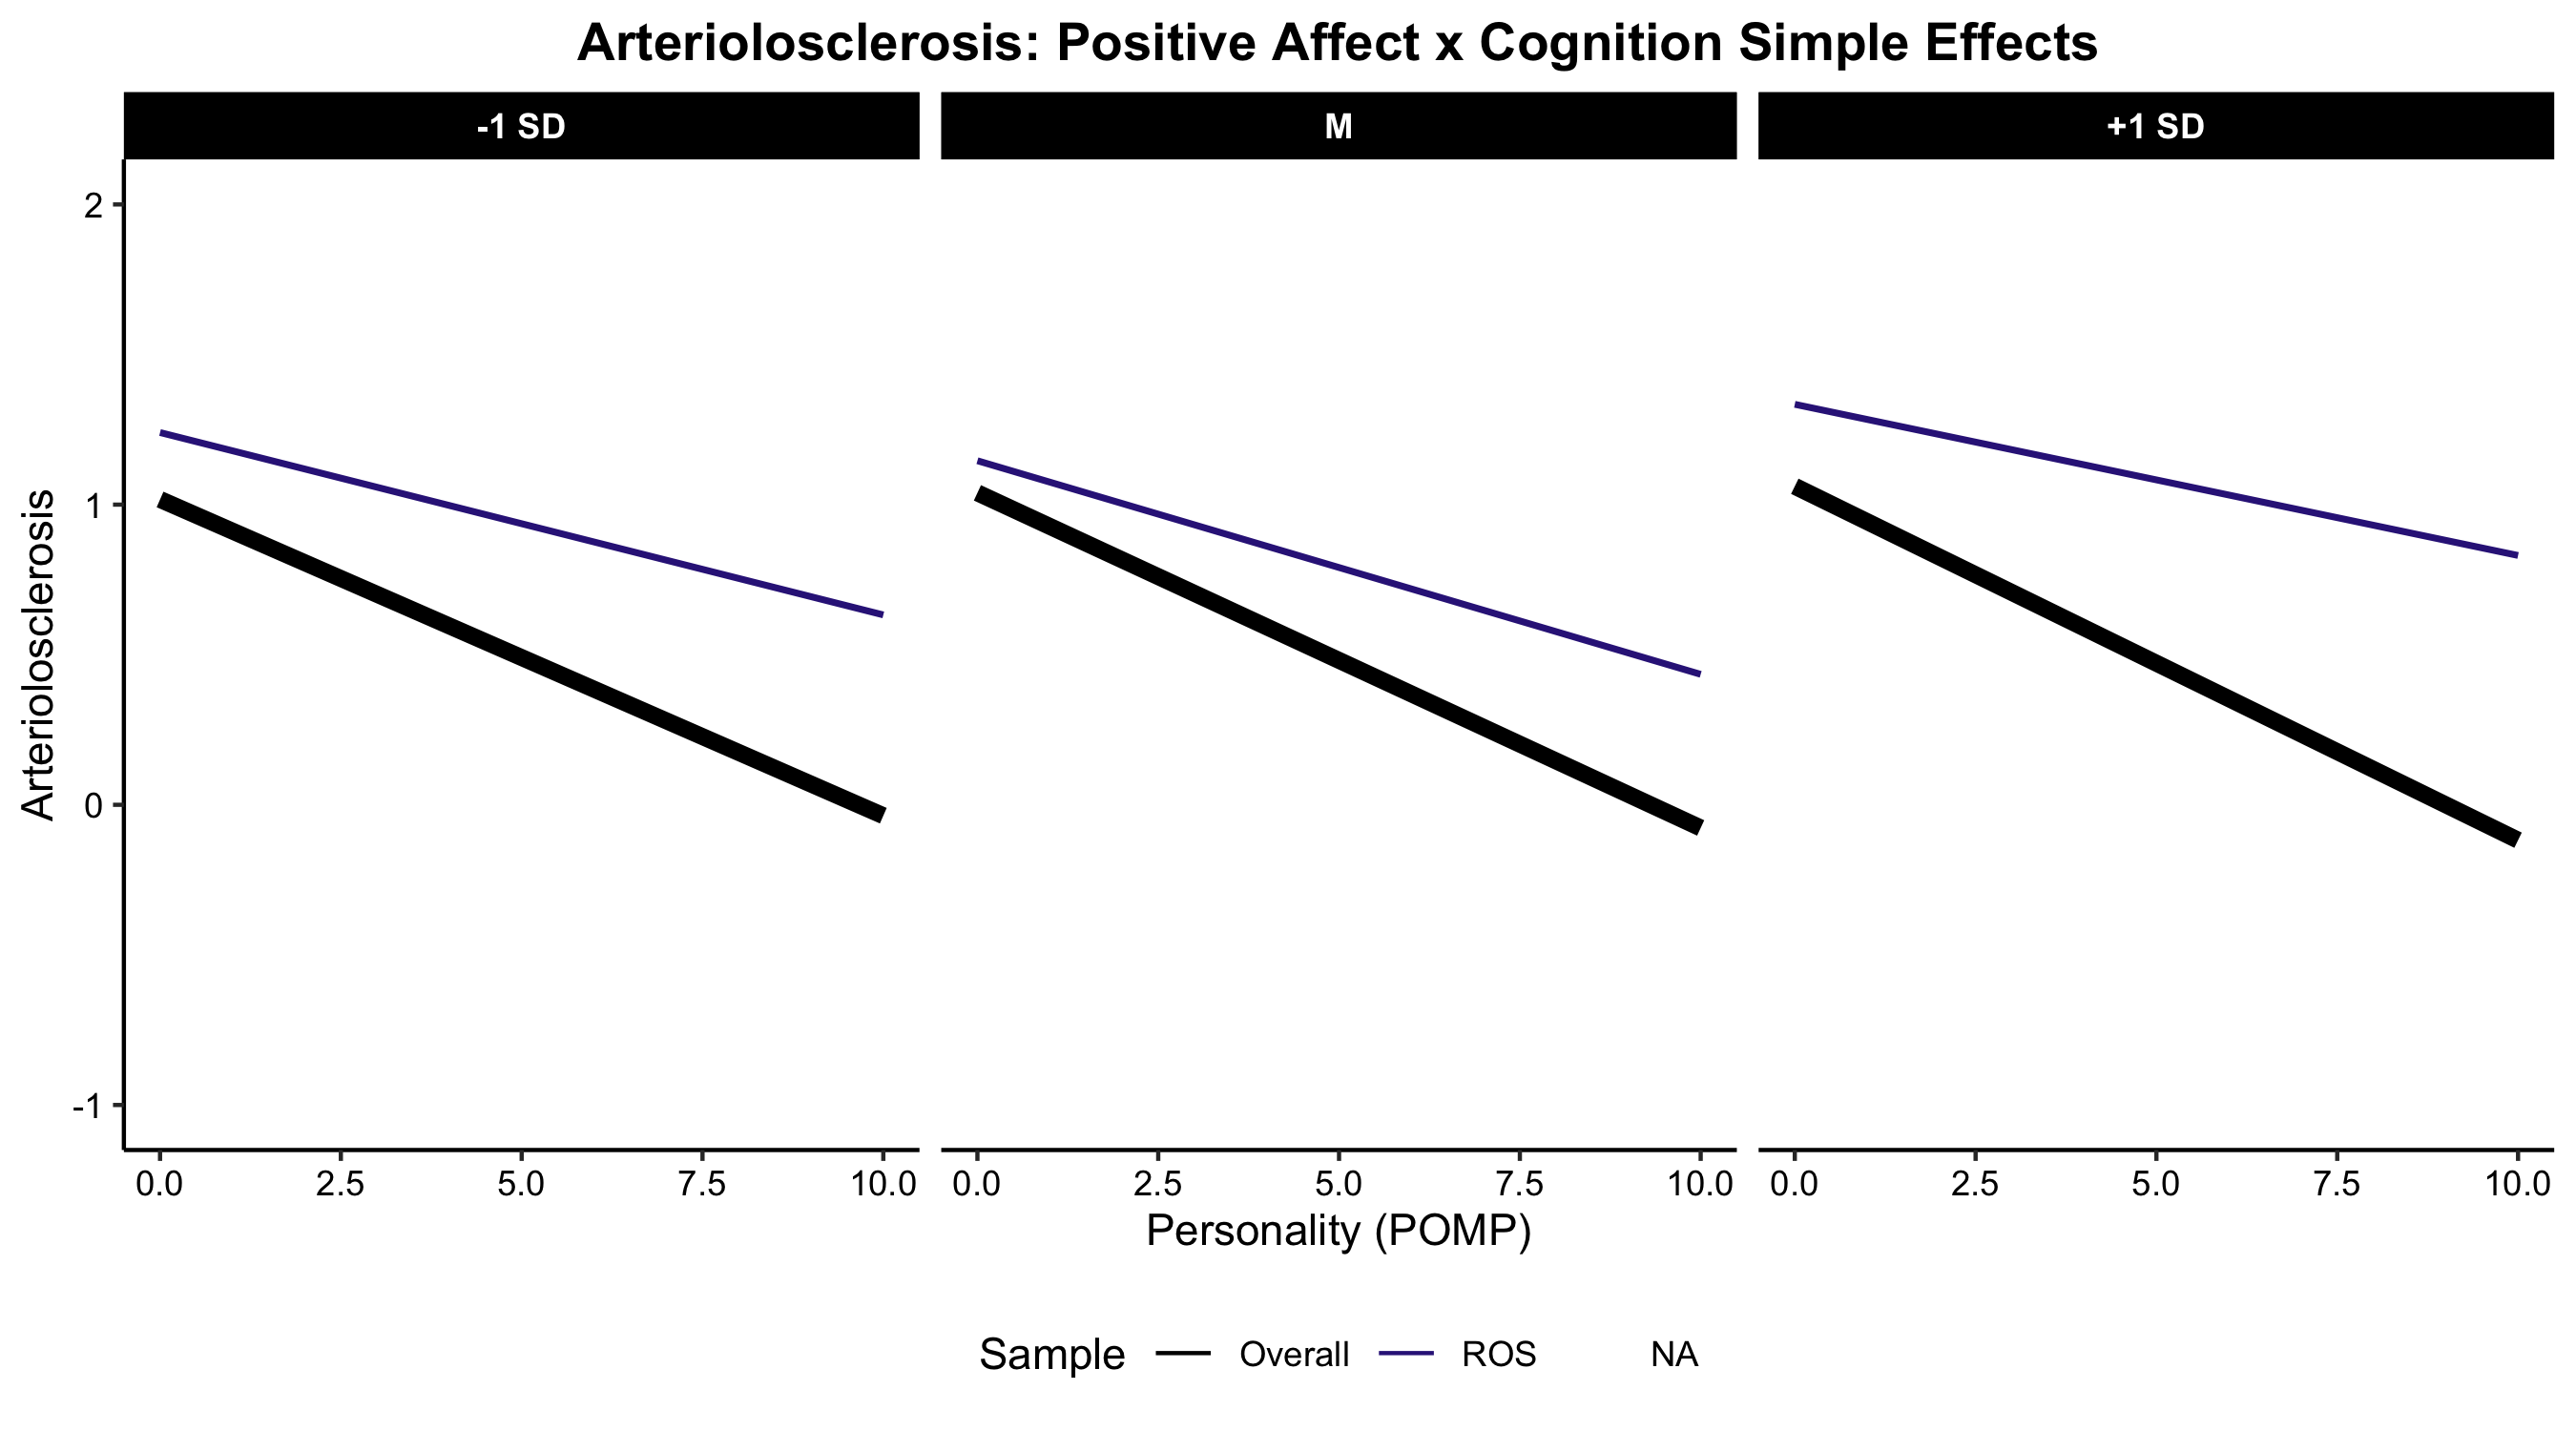 Arteriolosclerosis: Positive Affect x Cognition Simple Effects
-1 SD
M
+1 SD
Arteriolosclerosis
2
1
0
-1
0.0 2.5 5.0 7.5 10.0
0.0 2.5 5.0 7.5 10.0
0.0 2.5 5.0 7.5 10.0
Personality (POMP)
Sample Overall ROS NA